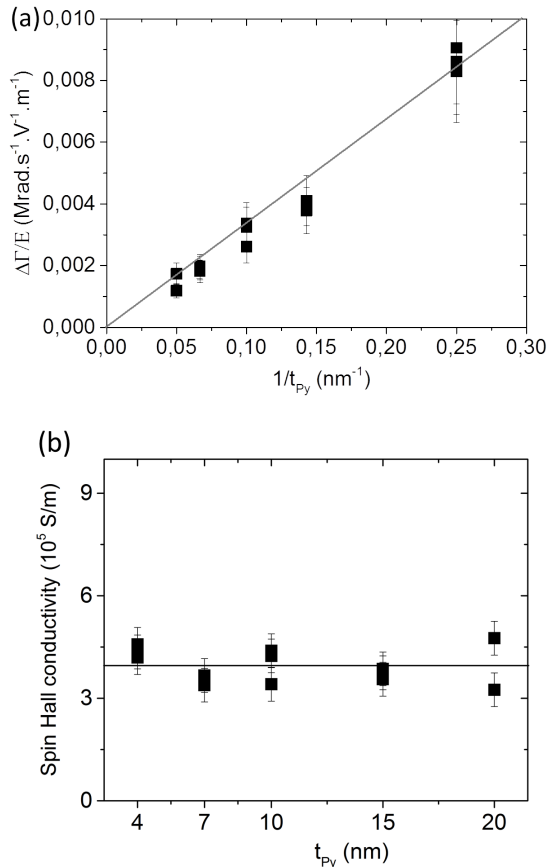 (a)
0,010
0,008
0,006
0,004
0,002
0,000
ΔΓ/E (Mrad.s⁻¹.V⁻¹.m⁻¹)
0,00 0,05 0,10 0,15 0,20 0,25 0,30
1/t_Py (nm⁻¹)
(b)
9
6
3
0
Spin Hall conductivity (10⁵ S/m)
4 7 10 15 20
t_Py (nm)